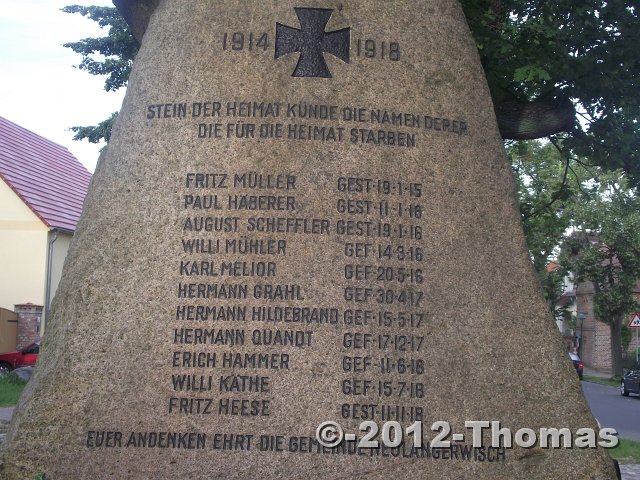 1914 1918
STEIN DER HEIMAT KÜNDE DIE NAMEN DERER
DIE FÜR DIE HEIMAT STARBEN
FRITZ MÜLLER GEST·19·1·15
PAUL HABERER GEST·11·1·16
AUGUST SCHEFFLER GEST·19·1·16
WILLI MÜHLER GEF·14·3·16
KARL MELIOR GEF·20·5·16
HERMANN GRAHL GEF·30·4·17
HERMANN HILDEBRAND GEF·15·5·17
HERMANN QUANDT GEF·17·12·17
ERICH HAMMER GEF·11·6·18
WILLI KÄTHE GEF·15·7·18
FRITZ HEESE GEST·11·11·18
EUER ANDENKEN EHRT DIE GEMEINDE NEULANGERWISCH
©2012-Thomas